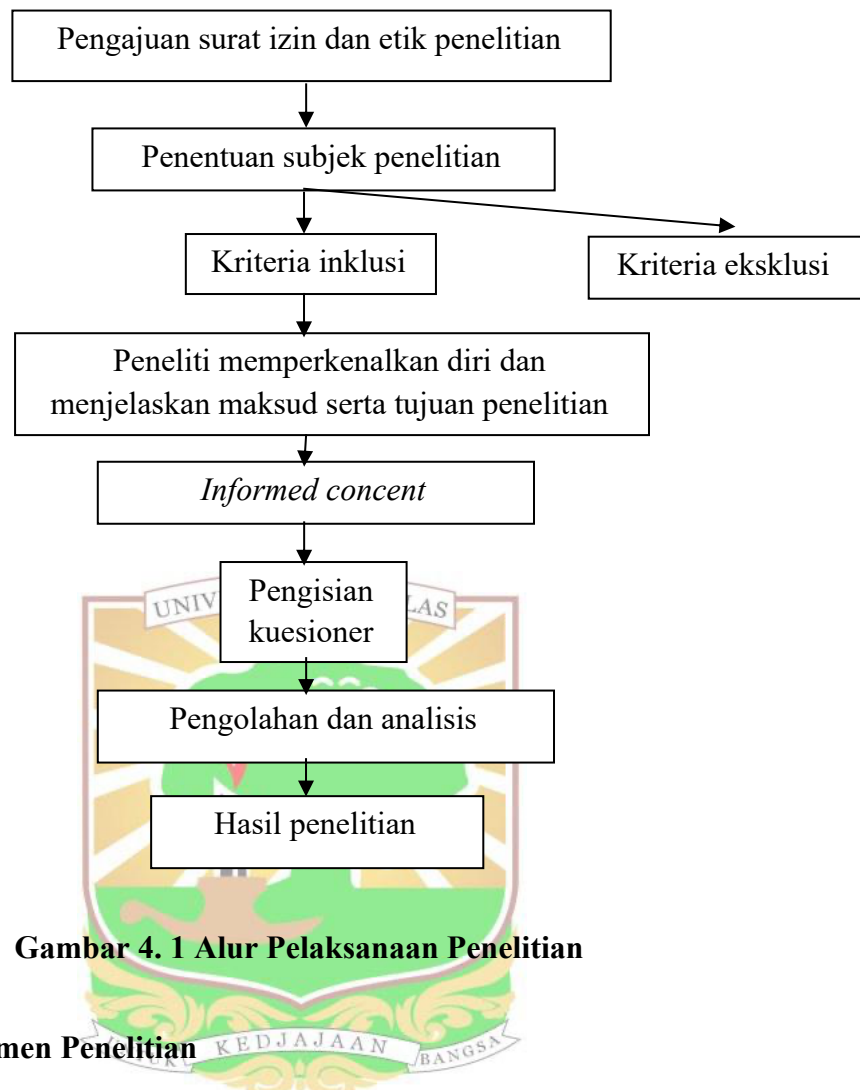 Pengajuan surat izin dan etik penelitian
Penentuan subjek penelitian
Kriteria inklusi
Kriteria eksklusi
Peneliti memperkenalkan diri dan
menjelaskan maksud serta tujuan penelitian
Informed concent
Pengisian
kuesioner
Pengolahan dan analisis
Hasil penelitian
Gambar 4. 1 Alur Pelaksanaan Penelitian
men Penelitian
KEDJAJAAN
BANGSA